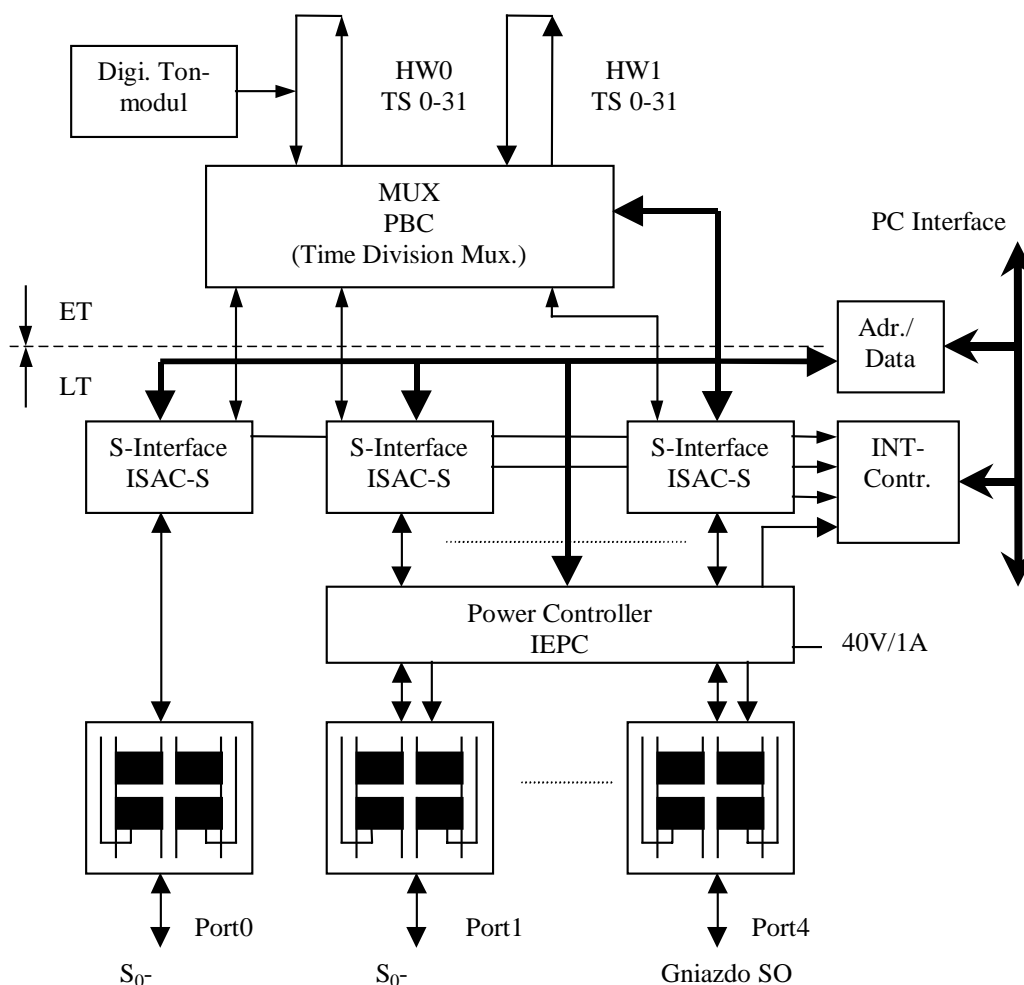 Digi. Ton-
modul
HW0
TS 0-31
HW1
TS 0-31
MUX
PBC
(Time Division Mux.)
PC Interface
ET
LT
Adr./
Data
S-Interface
ISAC-S
S-Interface
ISAC-S
S-Interface
ISAC-S
INT-
Contr.
Power Controller
IEPC
40V/1A
Port0
Port1
Port4
S₀-
S₀-
Gniazdo SO